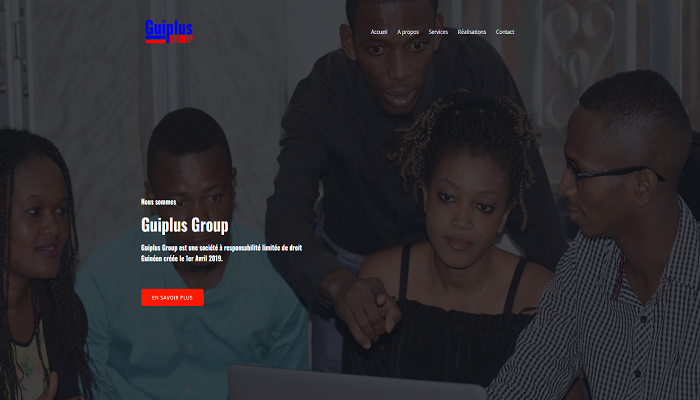 Guiplus
Group
Accueil A propos Services Réalisations Contact
Nous sommes
Guiplus Group
Guiplus Group est une société à responsabilité limitée de droit
Guinéen créée le 1er Avril 2019.
EN SAVOIR PLUS